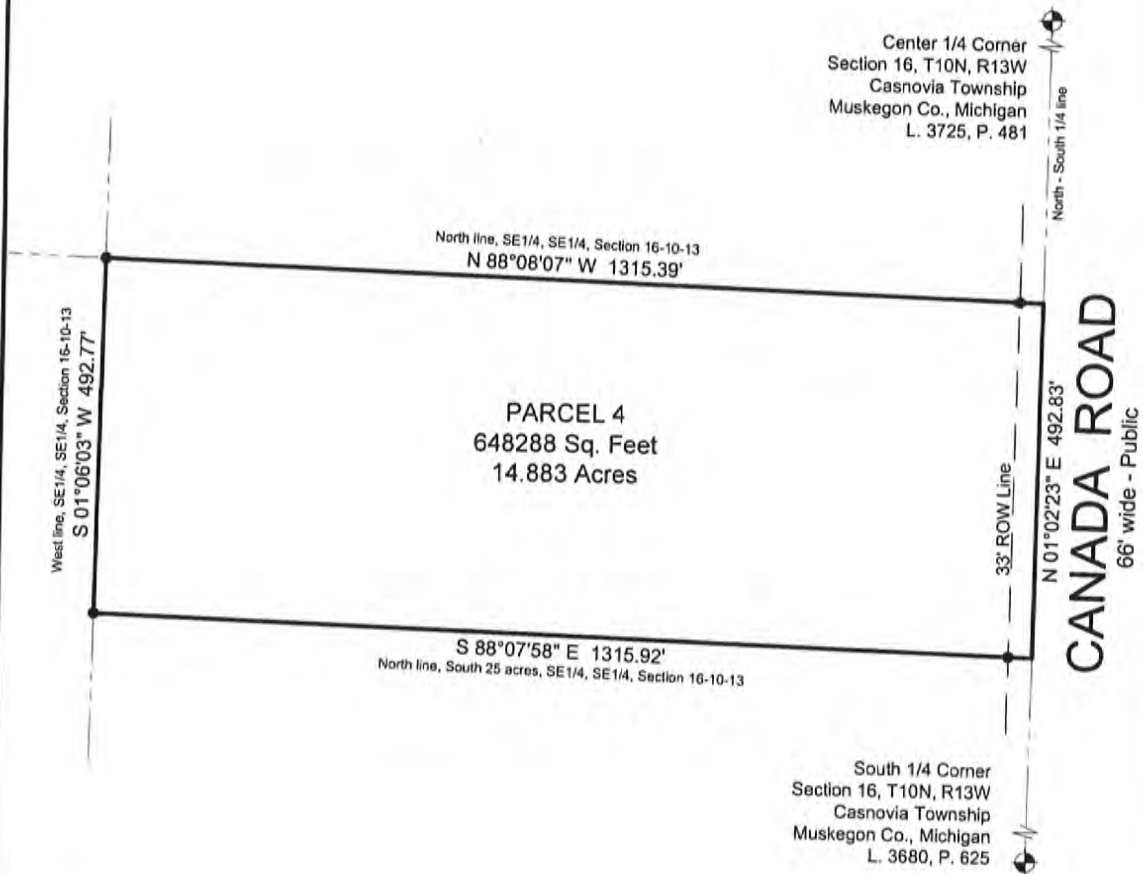 Center 1/4 Corner
Section 16, T10N, R13W
Casnovia Township
Muskegon Co., Michigan
L. 3725, P. 481
North - South 1/4 line
North line, SE1/4, SE1/4, Section 16-10-13
N 88°08'07" W 1315.39'
West line, SE1/4, SE1/4, Section 16-10-13
S 01°06'03" W 492.77'
PARCEL 4
648288 Sq. Feet
14.883 Acres
33' ROW Line
N 01°02'23" E 492.83'
CANADA ROAD
66' wide - Public
S 88°07'58" E 1315.92'
North line, South 25 acres, SE1/4, SE1/4, Section 16-10-13
South 1/4 Corner
Section 16, T10N, R13W
Casnovia Township
Muskegon Co., Michigan
L. 3680, P. 625